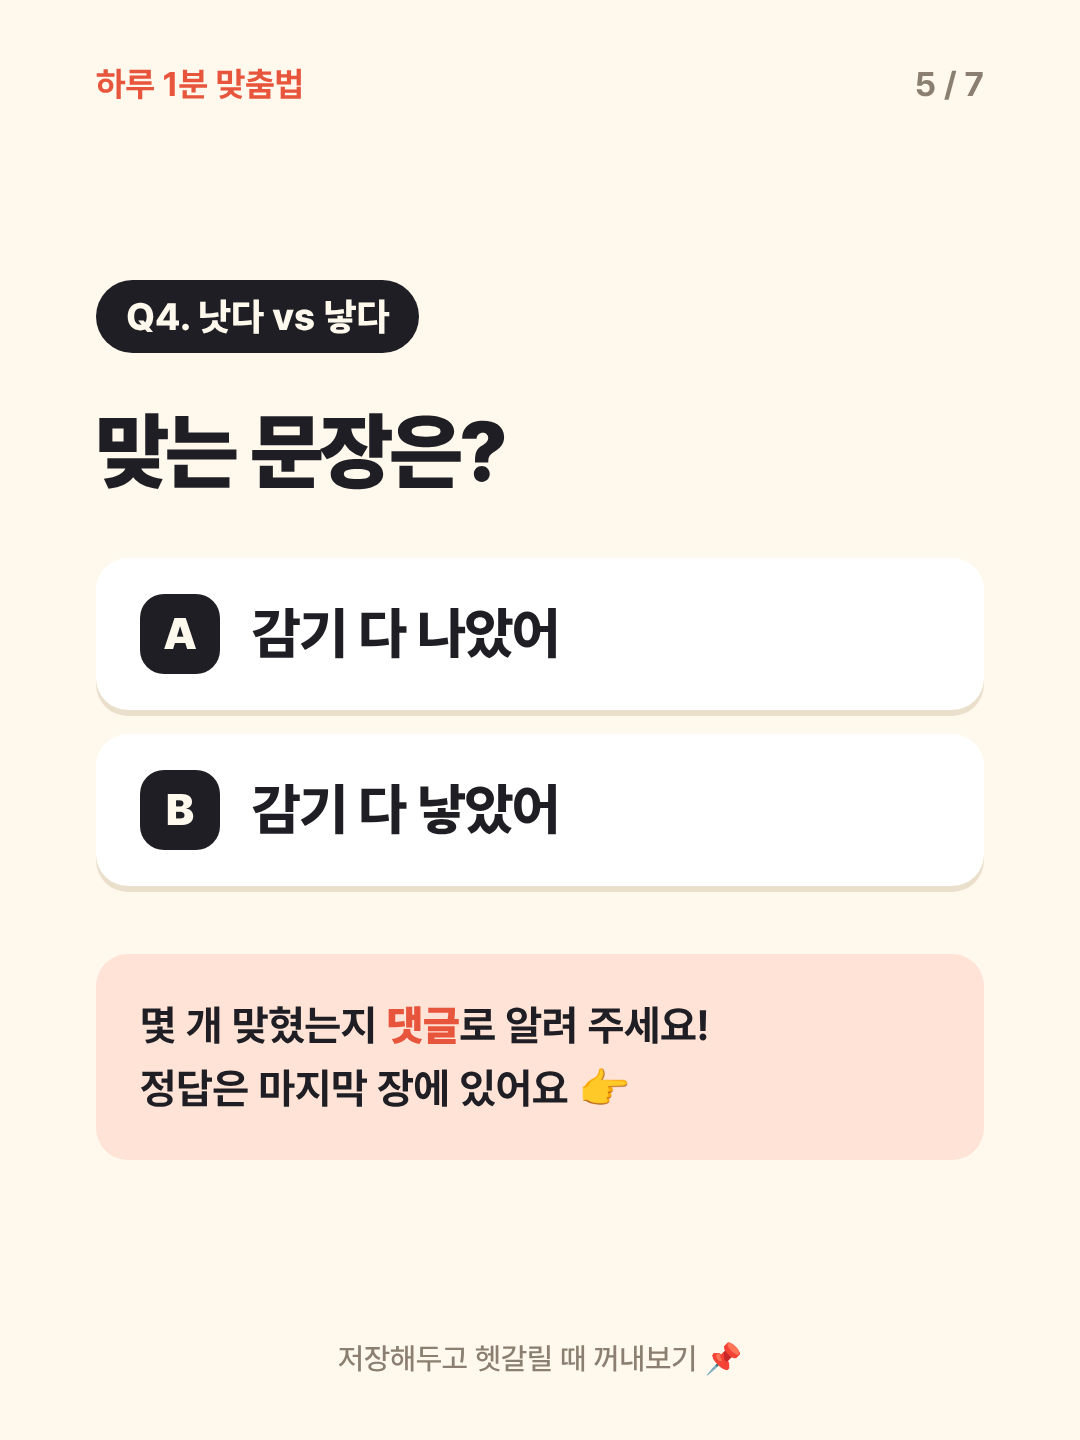 하루 1분 맞춤법
5 / 7
Q4. 낫다 vs 낳다
맞는 문장은?
A 감기 다 나았어
B 감기 다 낳았어
몇 개 맞혔는지 댓글로 알려 주세요!
정답은 마지막 장에 있어요 👉
저장해두고 헷갈릴 때 꺼내보기 📌